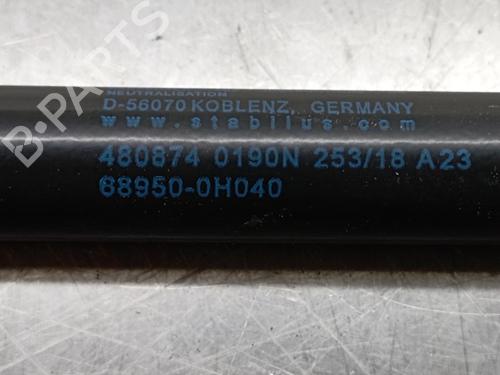 B-PARTS
NEUTRALISATION
D-56070 KOBLENZ, GERMANY
www.stabilus.com
480874 0190N 253/18 A23
68950-0H040